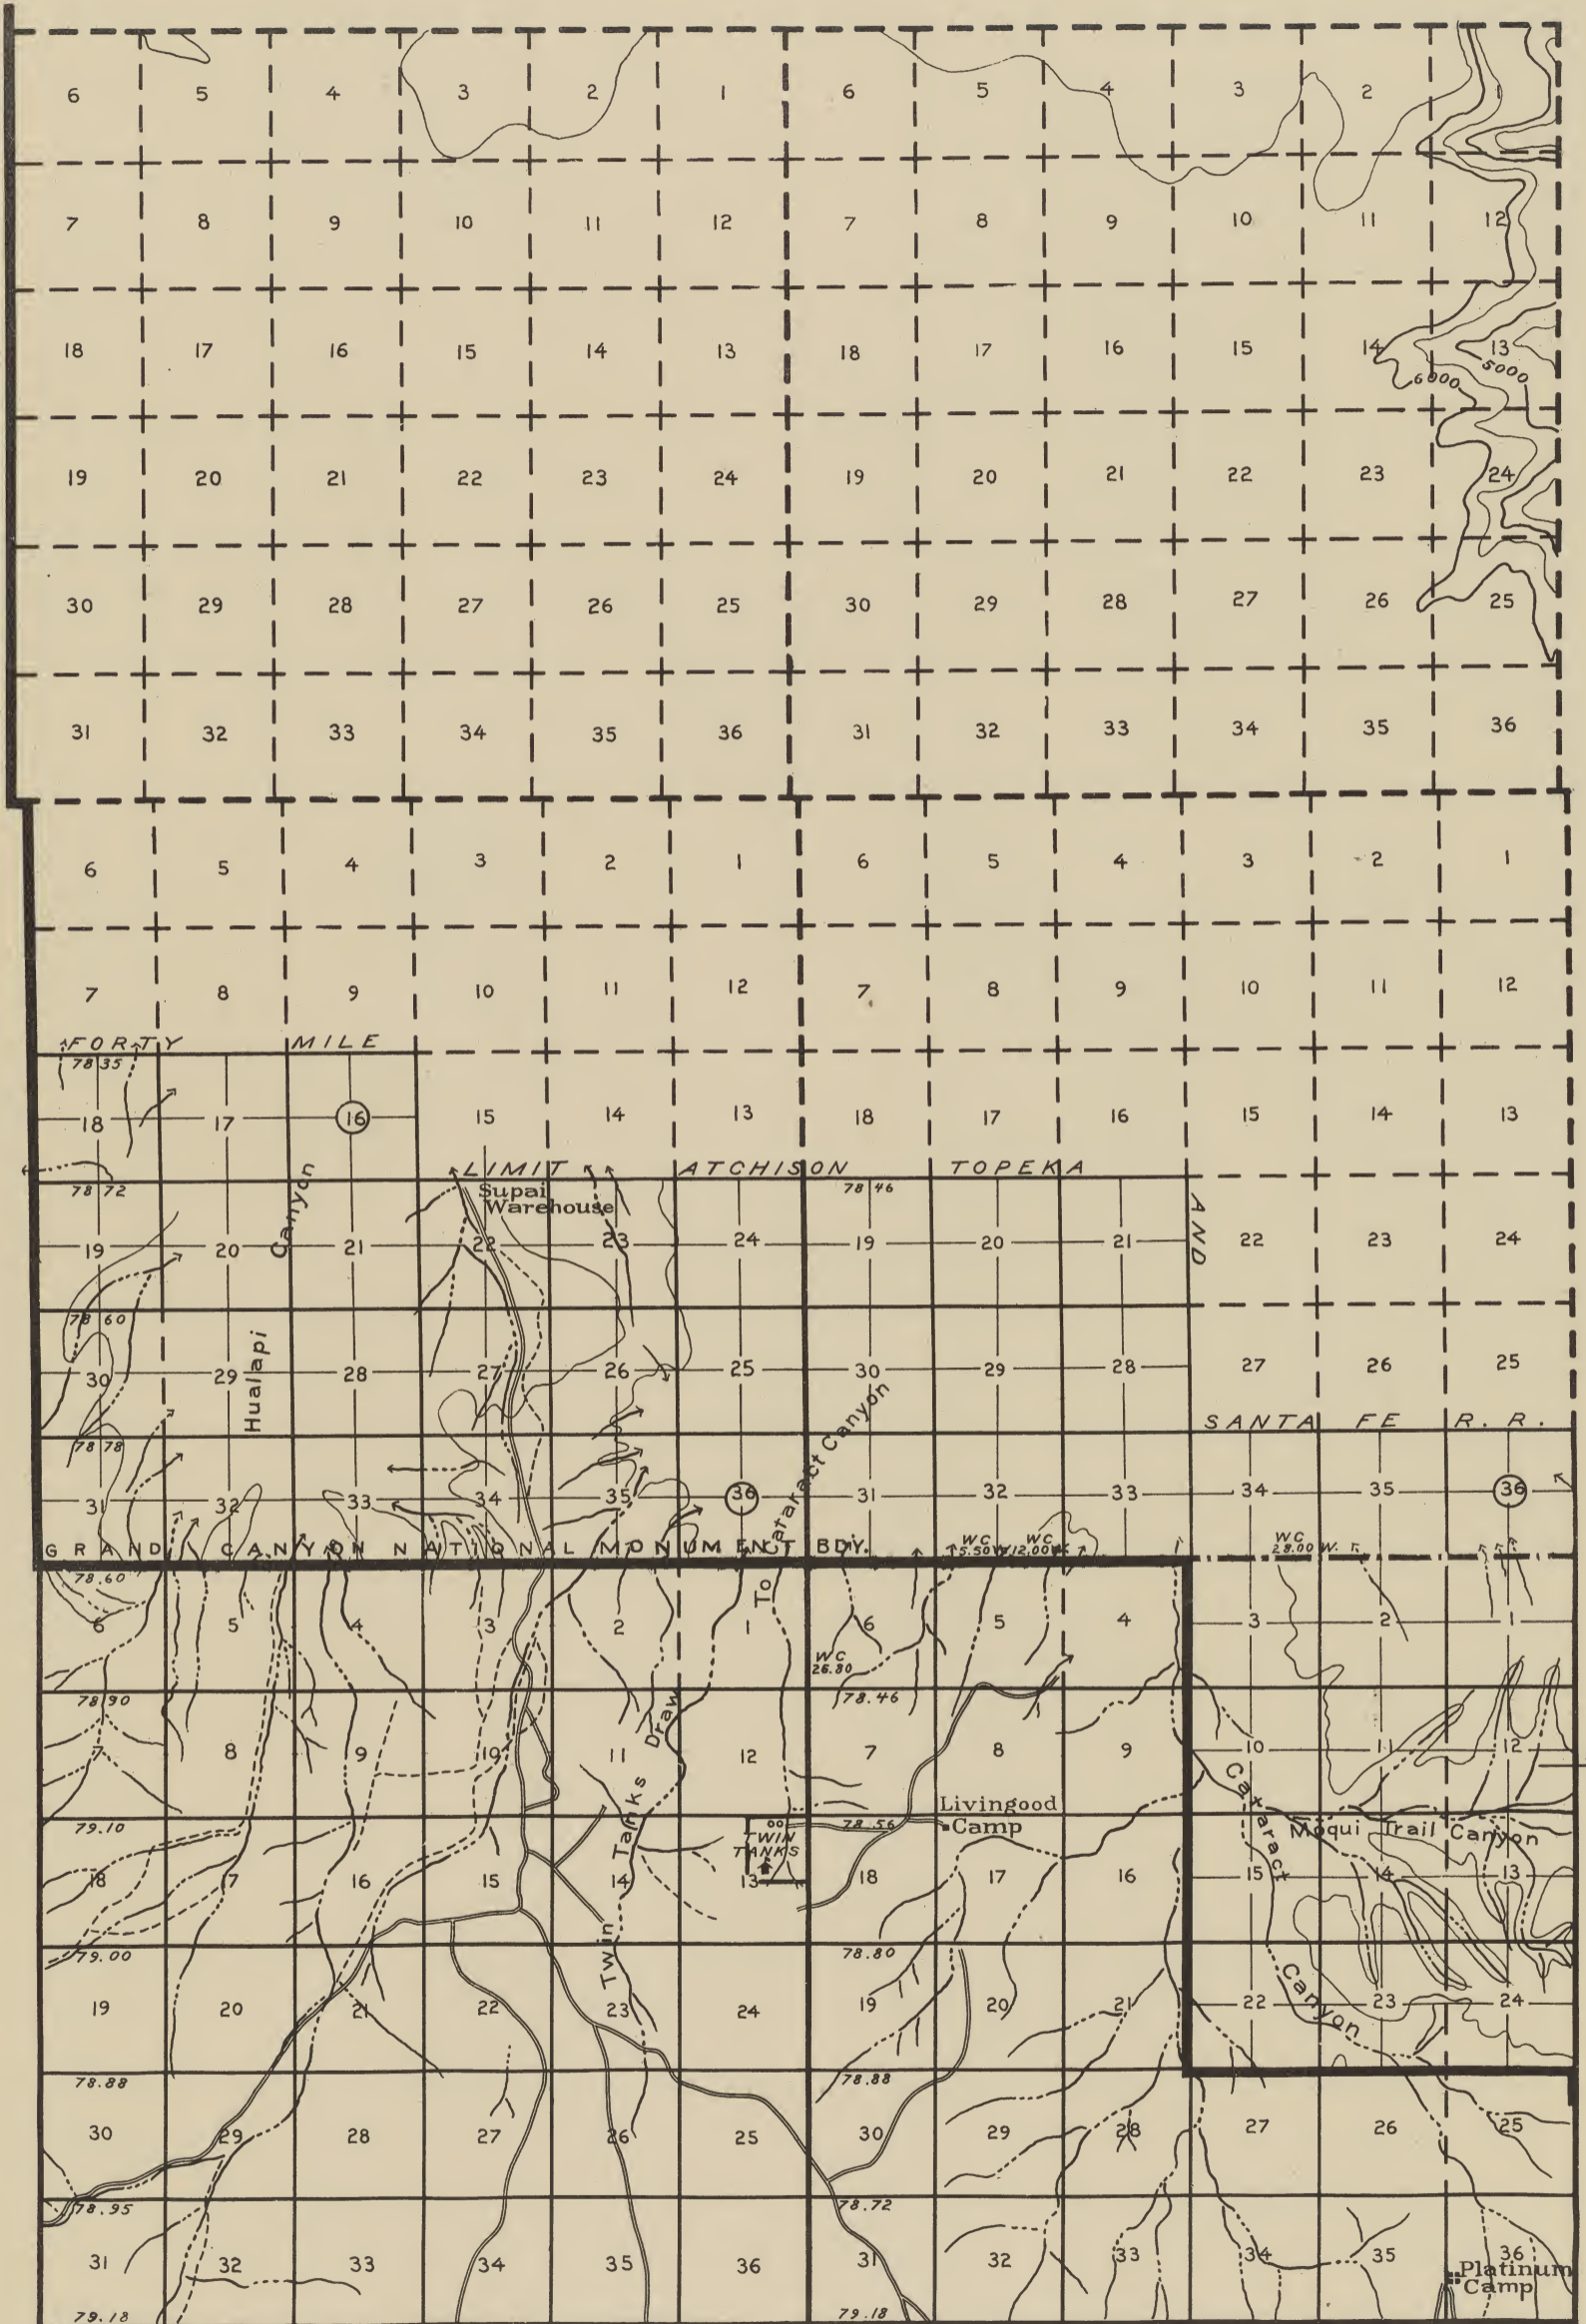 6 5 4 3 2 1 6 5 4 3 2 1
7 8 9 10 11 12 7 8 9 10 11 12
18 17 16 15 14 13 18 17 16 15 14 13
6000 5000
19 20 21 22 23 24 19 20 21 22 23 24
30 29 28 27 26 25 30 29 28 27 26 25
31 32 33 34 35 36 31 32 33 34 35 36
6 5 4 3 2 1 6 5 4 3 2 1
7 8 9 10 11 12 7 8 9 10 11 12
FORTY MILE
78 35
18 17 16 15 14 13 18 17 16 15 14 13
LIMIT ATCHISON TOPEKA
AND
78 72
78 46
Supai
Warehouse
19 20 21 22 23 24 19 20 21 22 23 24
Hualapi Canyon
78 60
30 29 28 27 26 25 30 29 28 27 26 25
SANTA FE R. R.
78 78
31 32 33 34 35 36 31 32 33 34 35 36
To Cataract Canyon
GRAND CANYON NATIONAL MONUMENT BDY.
WC
5.50 W.
WC
12.00 W.
WC
28.00 W.
78.60
6 5 4 3 2 1 6 5 4 3 2 1
WC
26.80
78.90
78.46
7 8 9 10 11 12 7 8 9 10 11 12
Livingood
Camp
79.10
78.56
TWIN
TANKS
Moqui Trail Canyon
18 7 16 15 14 13 18 17 16 15 14 13
Twin Tanks Draw
Caxaract Canyon
79.00
78.80
19 20 21 22 23 24 19 20 21 22 23 24
78.88
78.88
30 29 28 27 26 25 30 29 28 27 26 25
78.95
78.72
31 32 33 34 35 36 31 32 33 34 35 36
Platinum
Camp
79.18
79.18